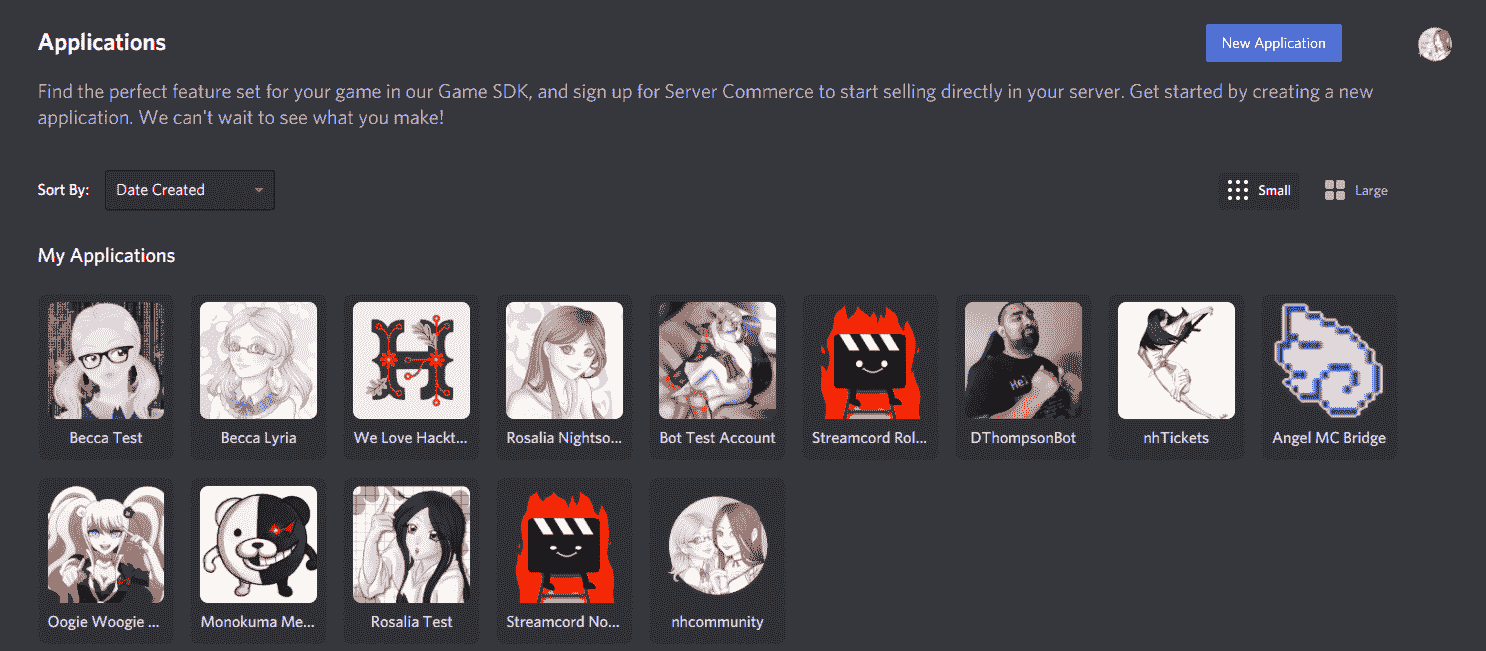 Applications
New Application
Find the perfect feature set for your game in our Game SDK, and sign up for Server Commerce to start selling directly in your server. Get started by creating a new
application. We can't wait to see what you make!
Sort By: Date Created
Small Large
My Applications
Becca Test Becca Lyria We Love Hackt... Rosalia Nightso... Bot Test Account Streamcord Rol... DThompsonBot nhTickets Angel MC Bridge
Oogie Woogie ... Monokuma Me... Rosalia Test Streamcord No... nhcommunity